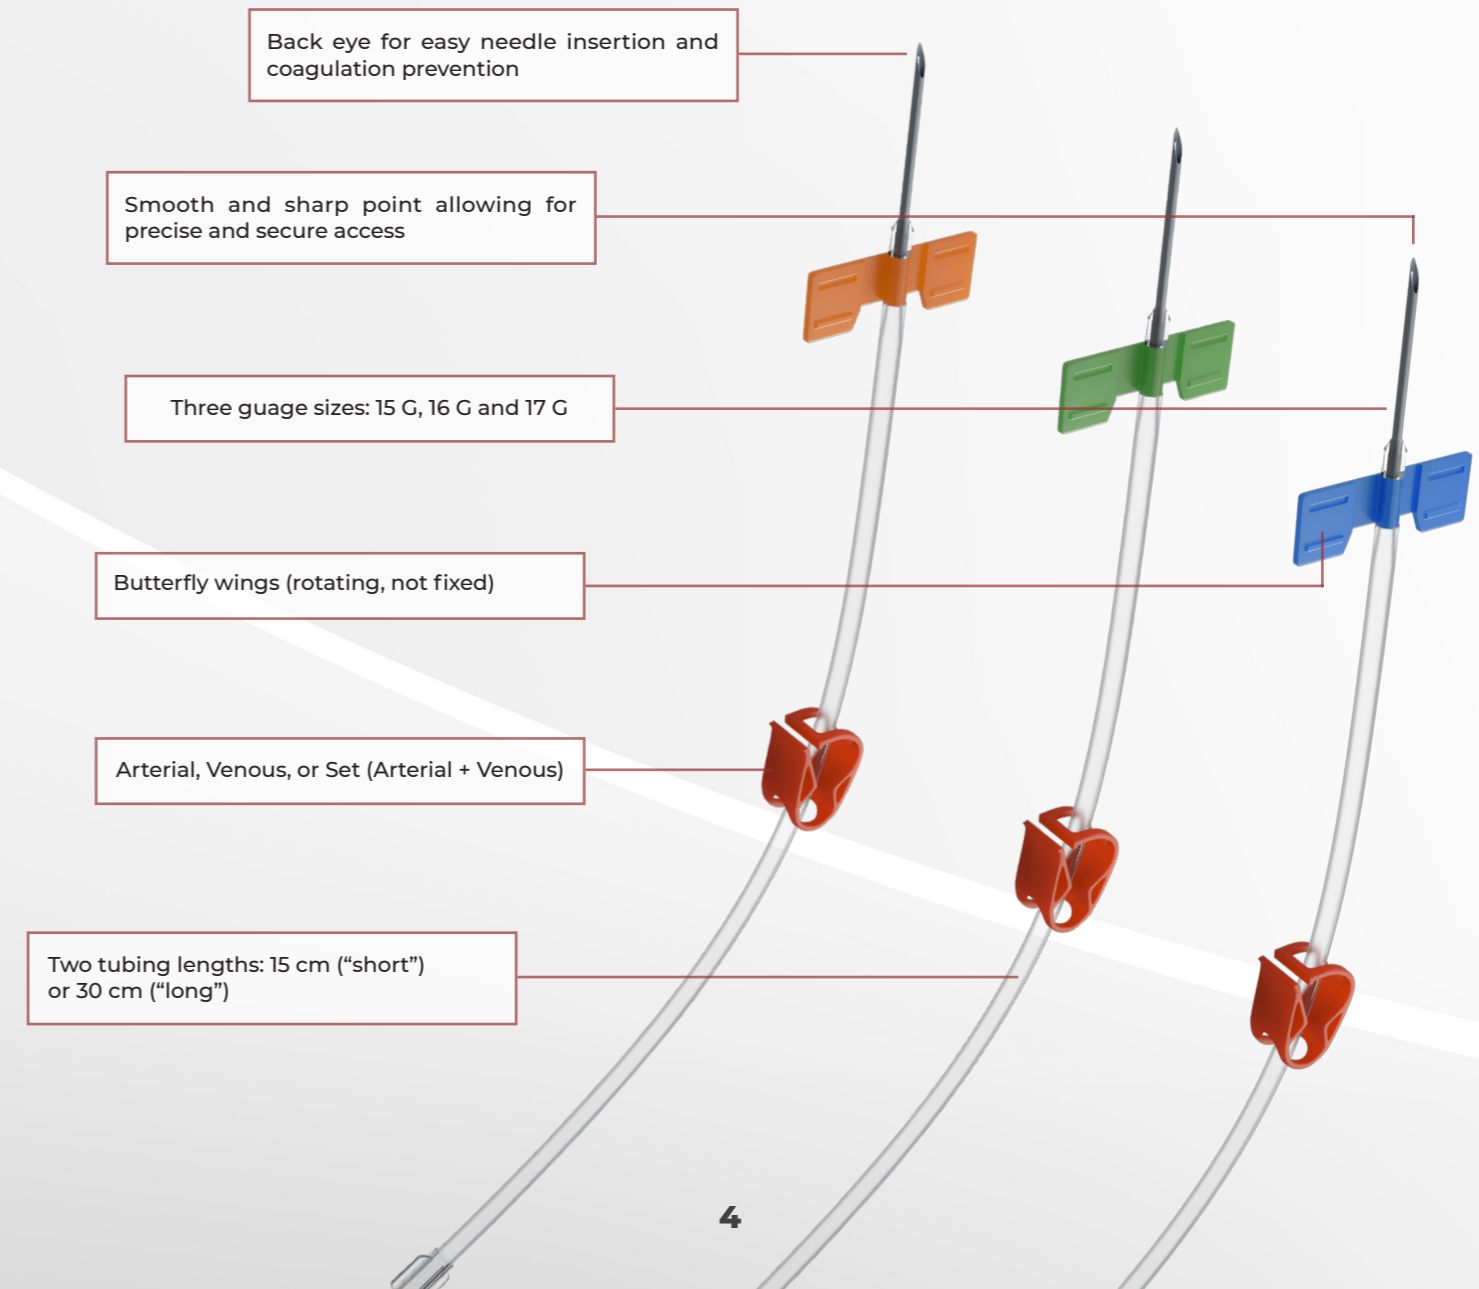 Back eye for easy needle insertion and
coagulation prevention
Smooth and sharp point allowing for
precise and secure access
Three guage sizes: 15 G, 16 G and 17 G
Butterfly wings (rotating, not fixed)
Arterial, Venous, or Set (Arterial + Venous)
Two tubing lengths: 15 cm (“short”)
or 30 cm (“long”)
4